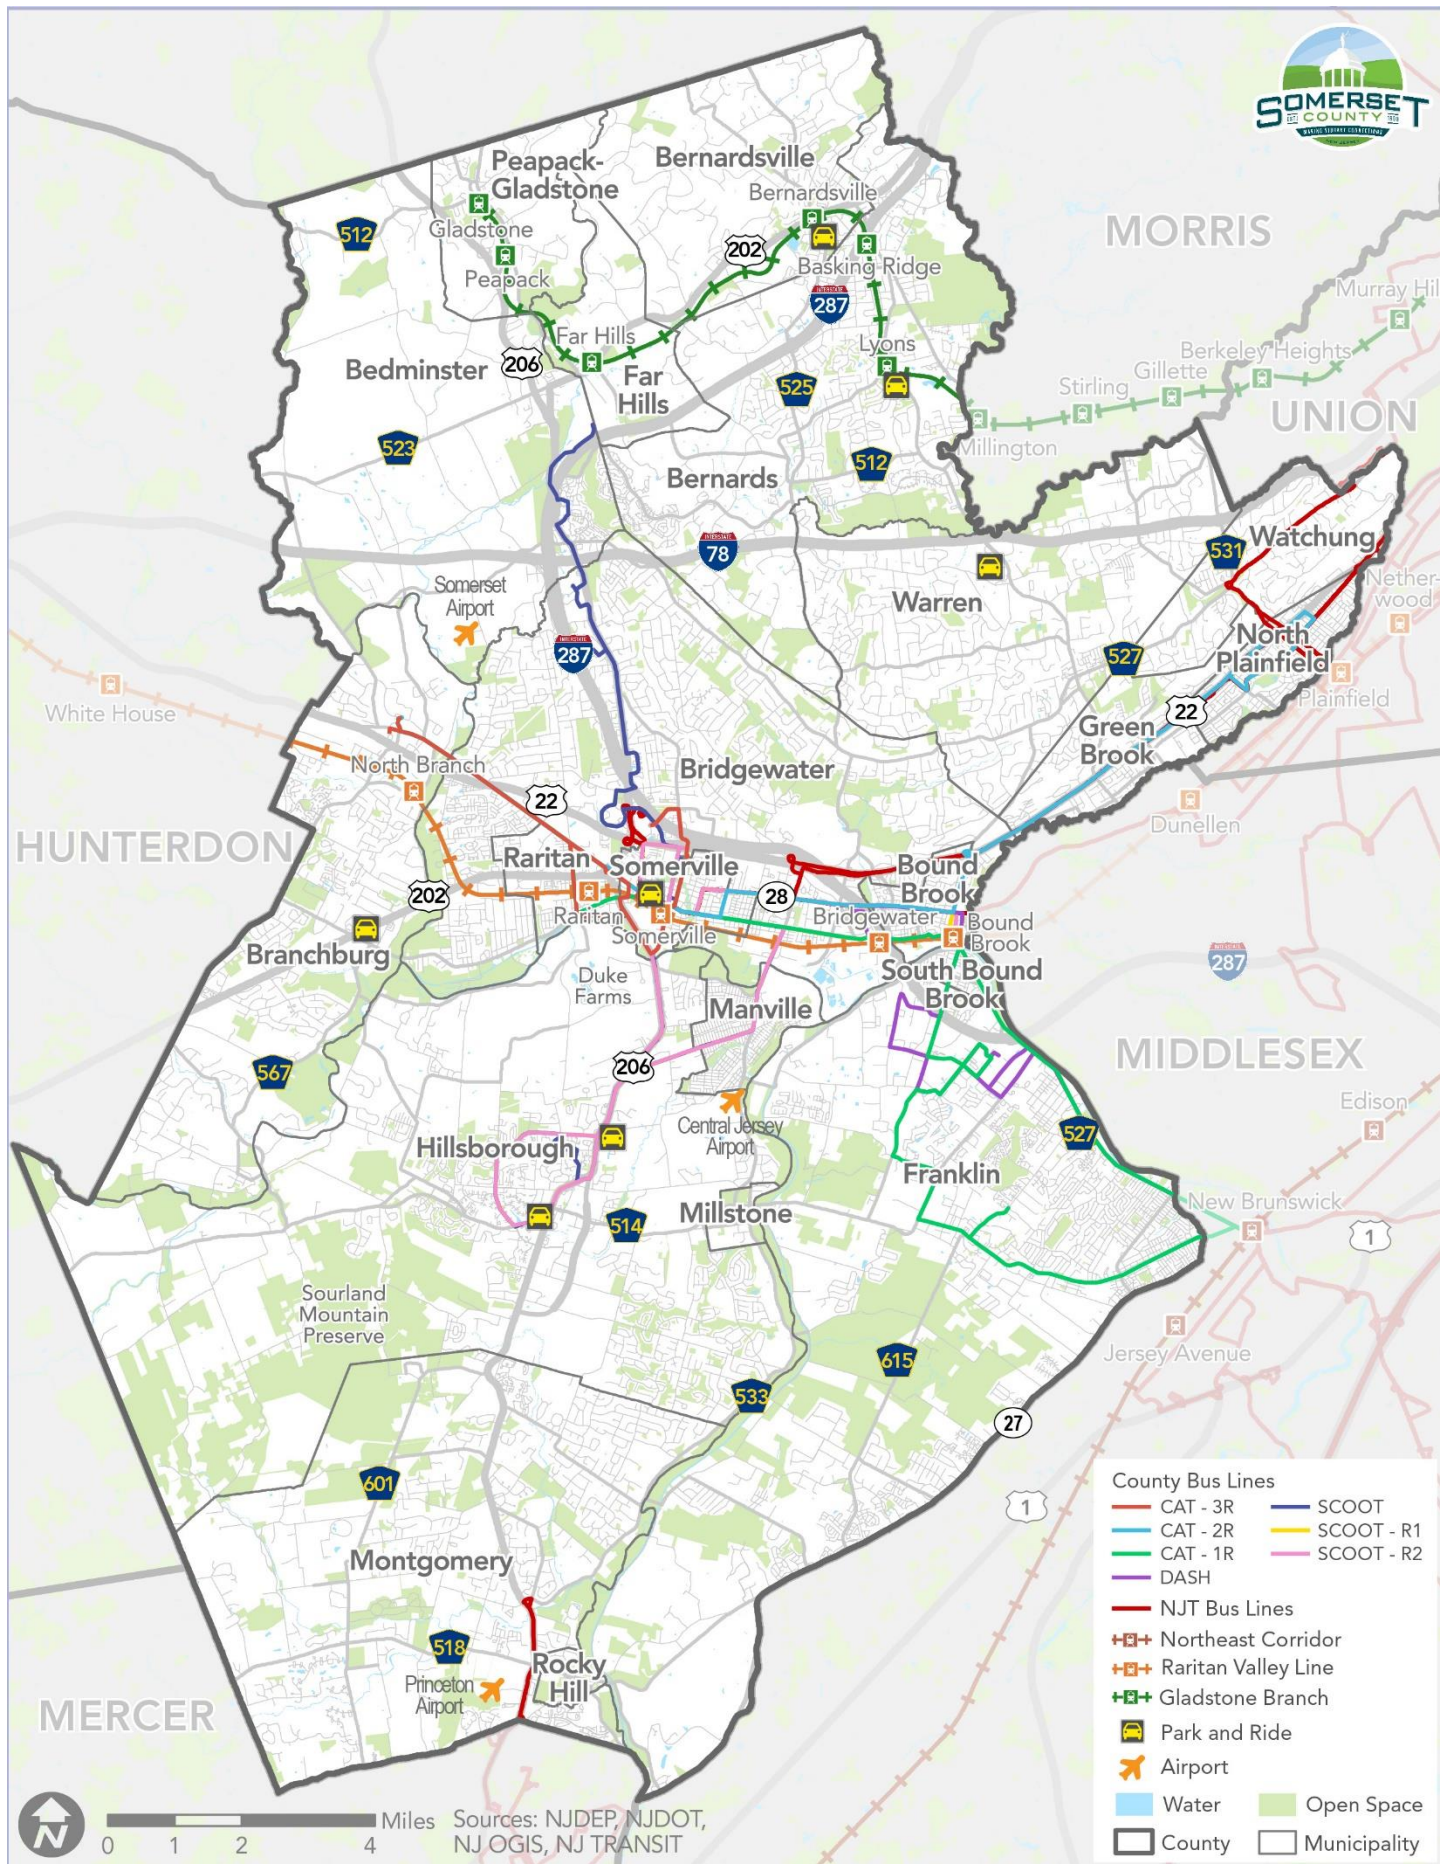 SOMERSET
COUNTY
Peapack-
Gladstone
Bernardsville
Bernardsville
MORRIS
512
Gladstone
202
Peapack
Basking Ridge
INTERSTATE
287
Murray Hil
Far Hills
Lyons
Berkeley Heights
206
Bedminster
Far
Hills
525
Gillette
Stirling
UNION
523
Millington
512
Bernards
INTERSTATE
78
531
Watchung
Somerset
Airport
Warren
Nether-
wood
North
Plainfield
INTERSTATE
287
527
Plainfield
White House
22
Green
Brook
North Branch
Bridgewater
22
Dunellen
HUNTERDON
Raritan
Somerville
Bound
Brook
202
28
Raritan
Bridgewater
Bound
Brook
Somerville
Branchburg
INTERSTATE
287
Duke
Farms
South Bound
Brook
Manville
206
MIDDLESEX
567
Edison
Central Jersey
Airport
527
Hillsborough
Franklin
New Brunswick
Millstone
514
1
Sourland
Mountain
Preserve
Jersey Avenue
615
533
27
601
1
Montgomery
518
Rocky
Hill
Princeton
Airport
MERCER
County Bus Lines
CAT - 3R
SCOOT
CAT - 2R
SCOOT - R1
CAT - 1R
SCOOT - R2
DASH
NJT Bus Lines
Northeast Corridor
Raritan Valley Line
Gladstone Branch
Park and Ride
Airport
Water
Open Space
County
Municipality
N
Miles
0 1 2 4
Sources: NJDEP, NJDOT,
NJ OGIS, NJ TRANSIT